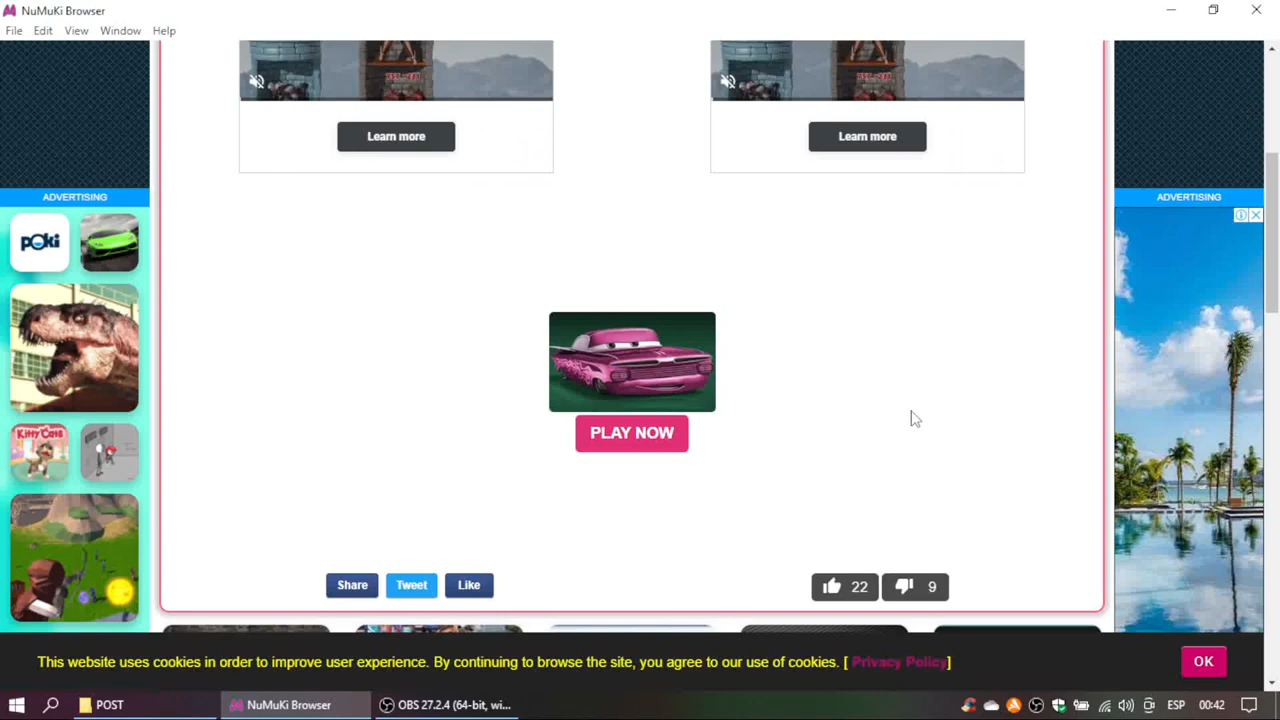 NuMuKi Browser
File Edit View Window Help
Learn more
Learn more
ADVERTISING
ADVERTISING
poki
KittyCats
PLAY NOW
Share Tweet Like
22 9
This website uses cookies in order to improve user experience. By continuing to browse the site, you agree to our use of cookies. [ Privacy Policy]
OK
POST
NuMuKi Browser
OBS 27.2.4 (64-bit, wi...
ESP
00:42